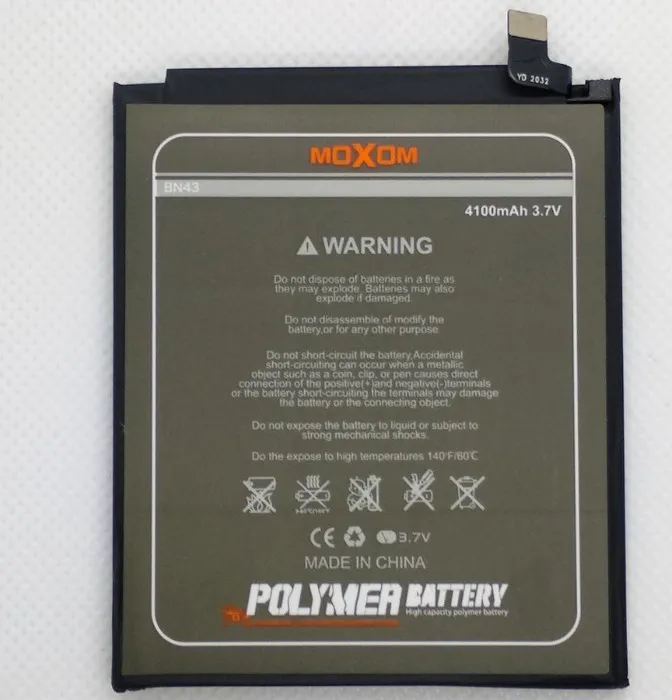 YD 2032
MOXOM
BN43
4100mAh 3.7V
WARNING
Do not dispose of batteries in a fire as
they may explode. Batteries may also
explode if damaged.
Do not disassemble of modify the
battery,or for any other purpose
Do not short-circuit the battery,Accidental
short-circuiting can occur when a metallic
object such as a coin, clip, or pen causes direct
connection of the positive(+)and negative(-)terminals
or the battery short-circuiting the terminals may damage
the battery or the connecting object.
Do not expose the battery to liquid or subject to
strong mechanical shocks.
Do the expose to high temperatures 140°F/60°C
CE 3.7V
MADE IN CHINA
POLYMER BATTERY
High capacity polymer battery